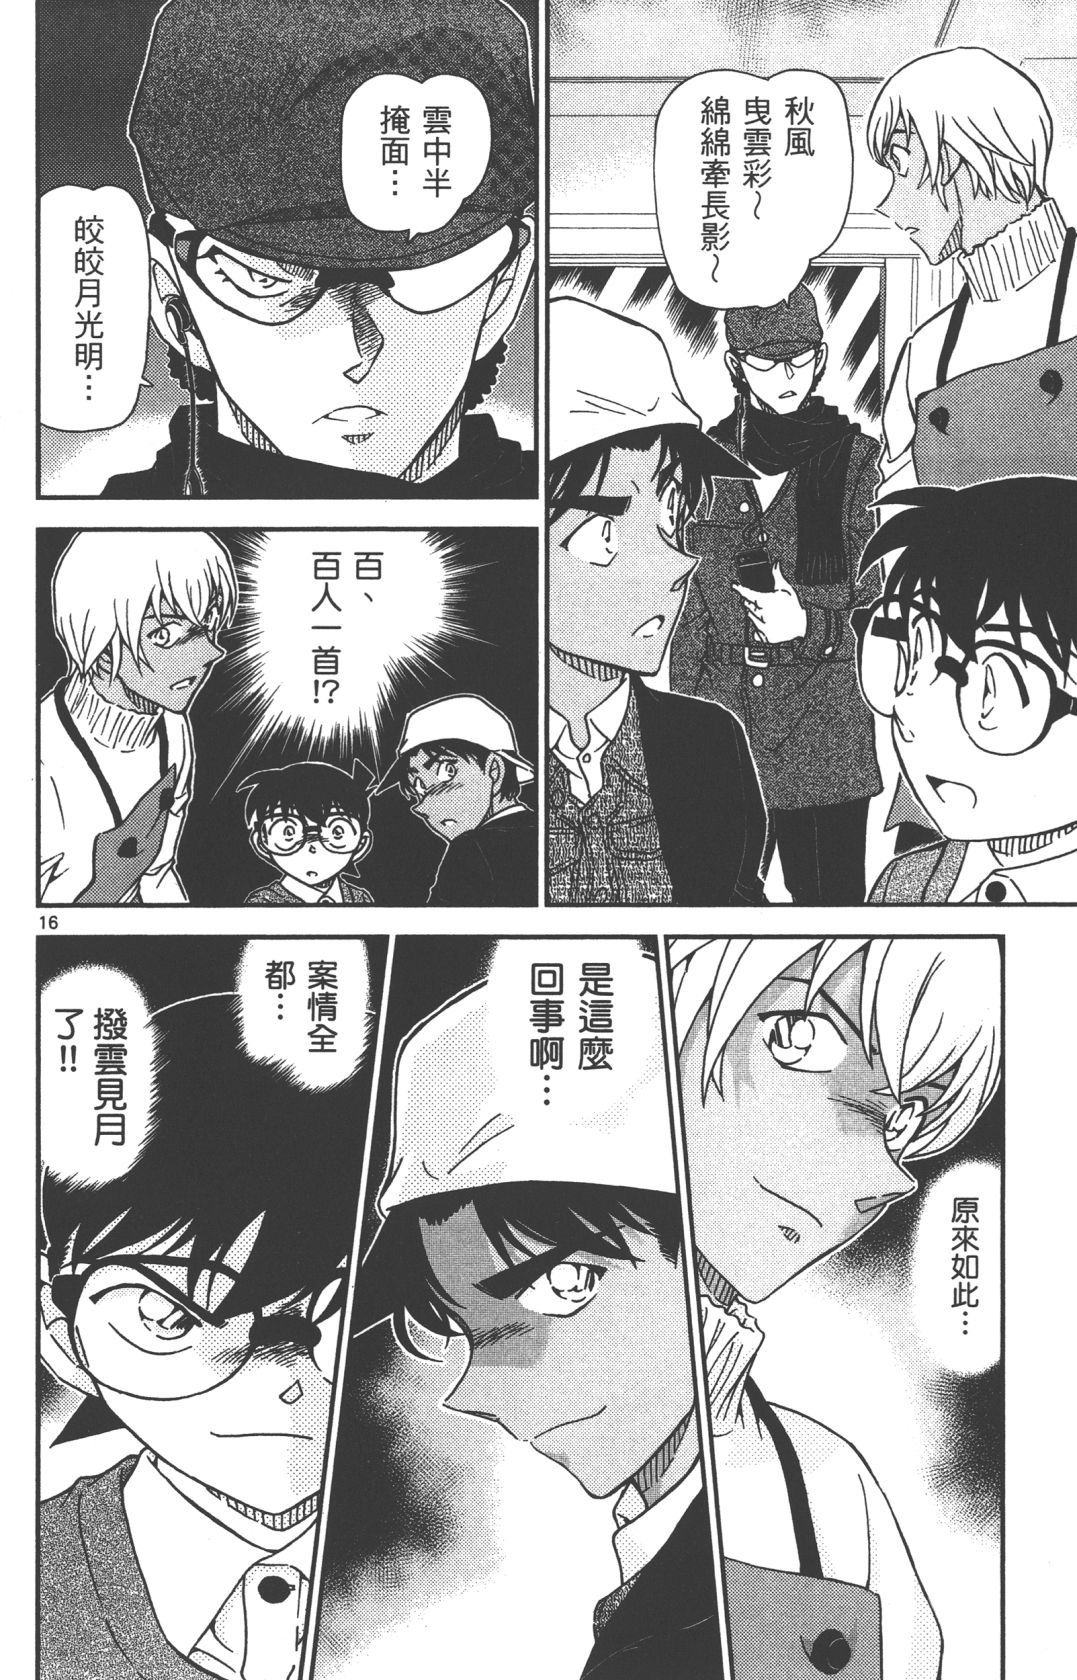 秋風
曳雲彩～
綿綿牽長影～
雲中半
掩面…
皎皎月光明…
百、
百人一首!?
16
原來如此…
是這麼
回事啊…
案情全
都…
撥雲見月
了!!